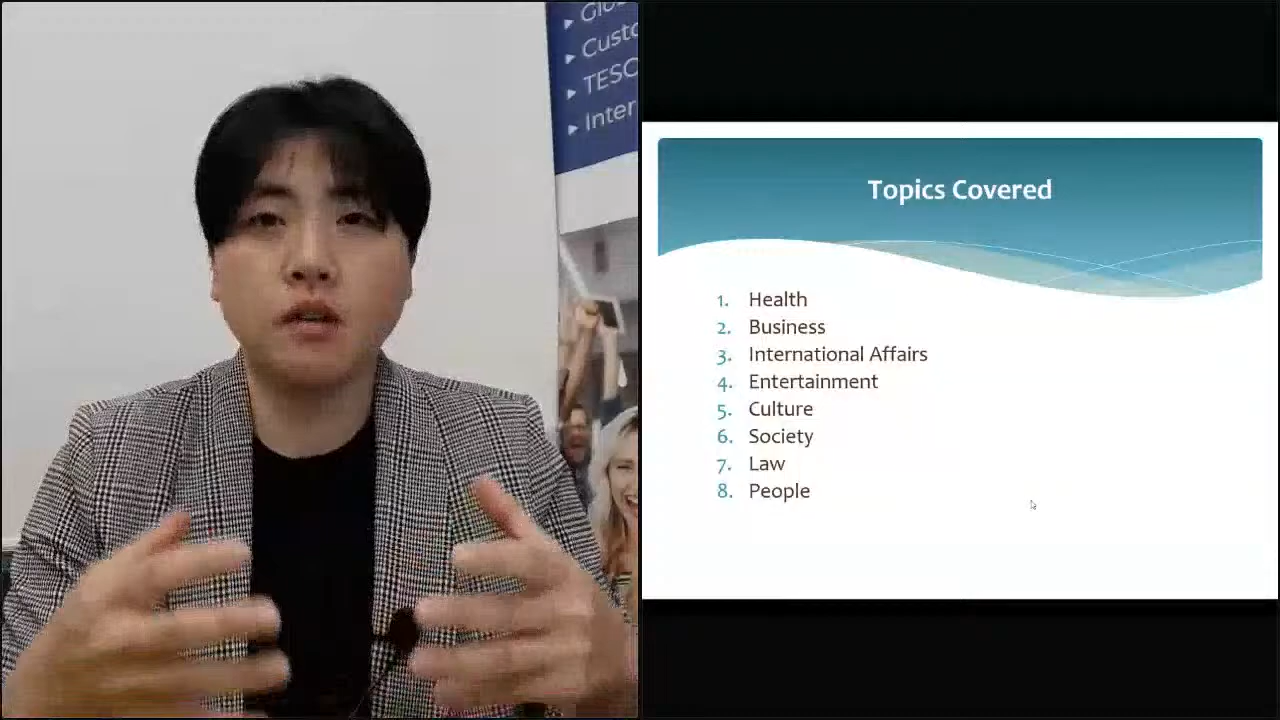 Custo
TESO
Inter
Topics Covered
1. Health
2. Business
3. International Affairs
4. Entertainment
5. Culture
6. Society
7. Law
8. People